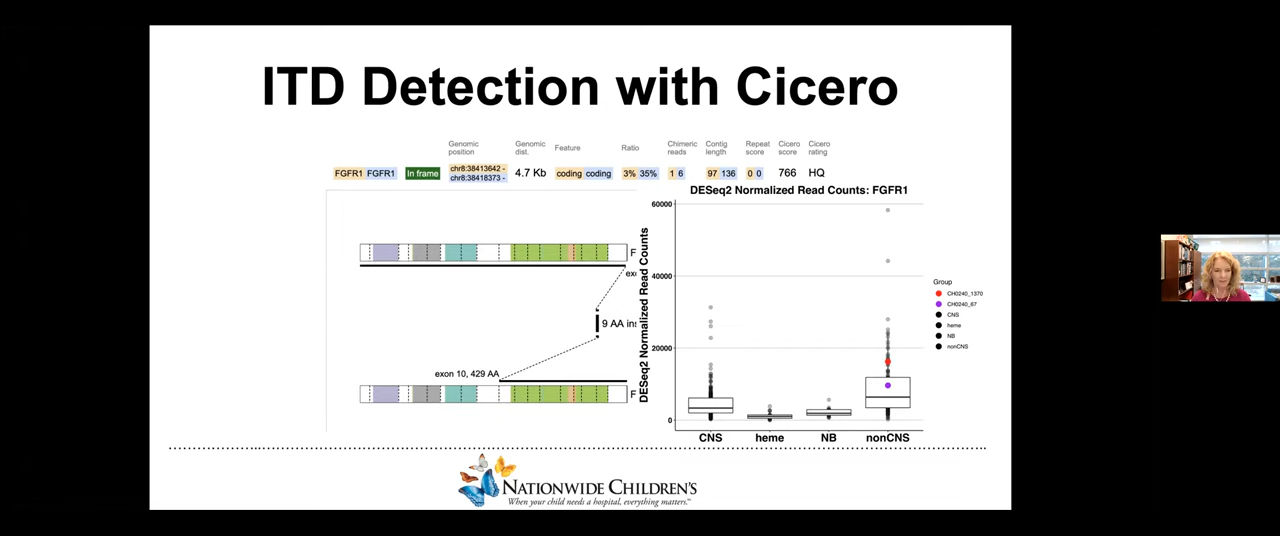 ITD Detection with Cicero
Genomic position
Genomic dist.
Feature
Ratio
Chimeric reads
Contig length
Repeat score
Cicero score
Cicero rating
FGFR1 FGFR1
In frame
chr8:38413642 -
chr8:38418373 -
4.7 Kb
coding coding
3% 35%
1 6
97 136
0 0
766
HQ
DESeq2 Normalized Read Counts: FGFR1
DESeq2 Normalized Read Counts
60000
40000
20000
0
CNS
heme
NB
nonCNS
Group
CH0240_1370
CH0240_67
CNS
heme
NB
nonCNS
9 AA ins
exon 10, 429 AA
NATIONWIDE CHILDREN'S
When your child needs a hospital, everything matters.™